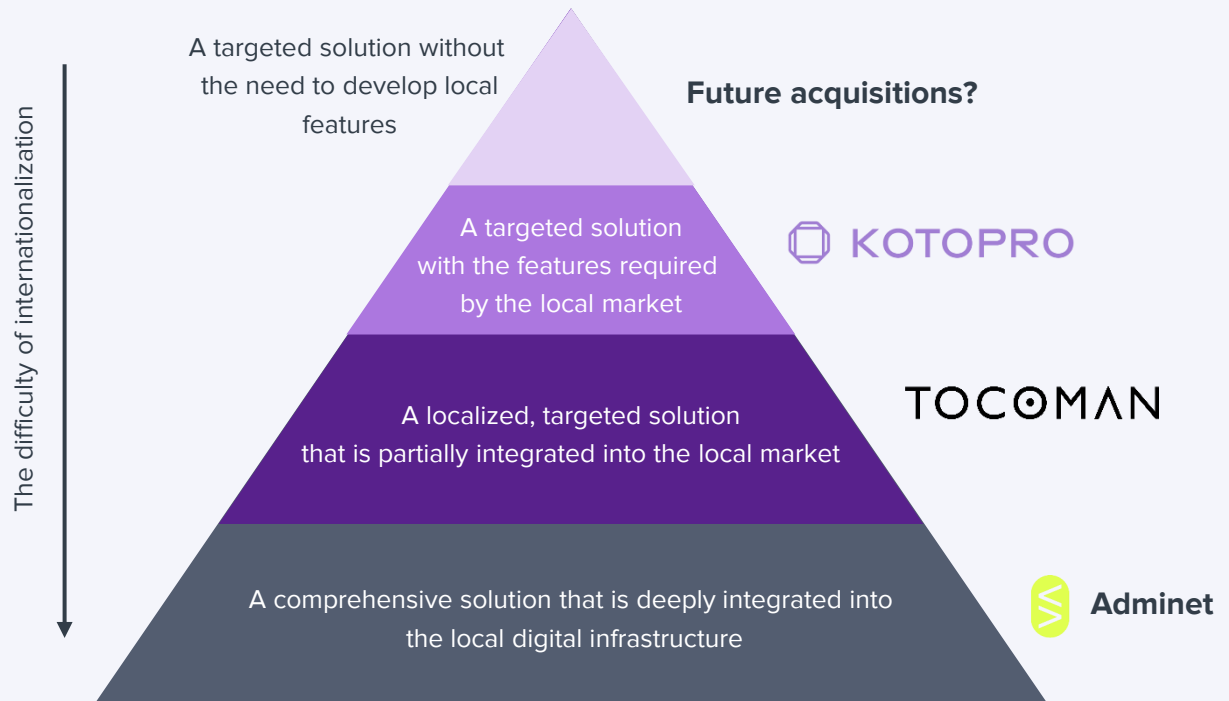 The difficulty of internationalization
A targeted solution without
the need to develop local
features
Future acquisitions?
A targeted solution
with the features required
by the local market
KOTOPRO
A localized, targeted solution
that is partially integrated into the local market
TOCOMAN
A comprehensive solution that is deeply integrated into
the local digital infrastructure
Adminet